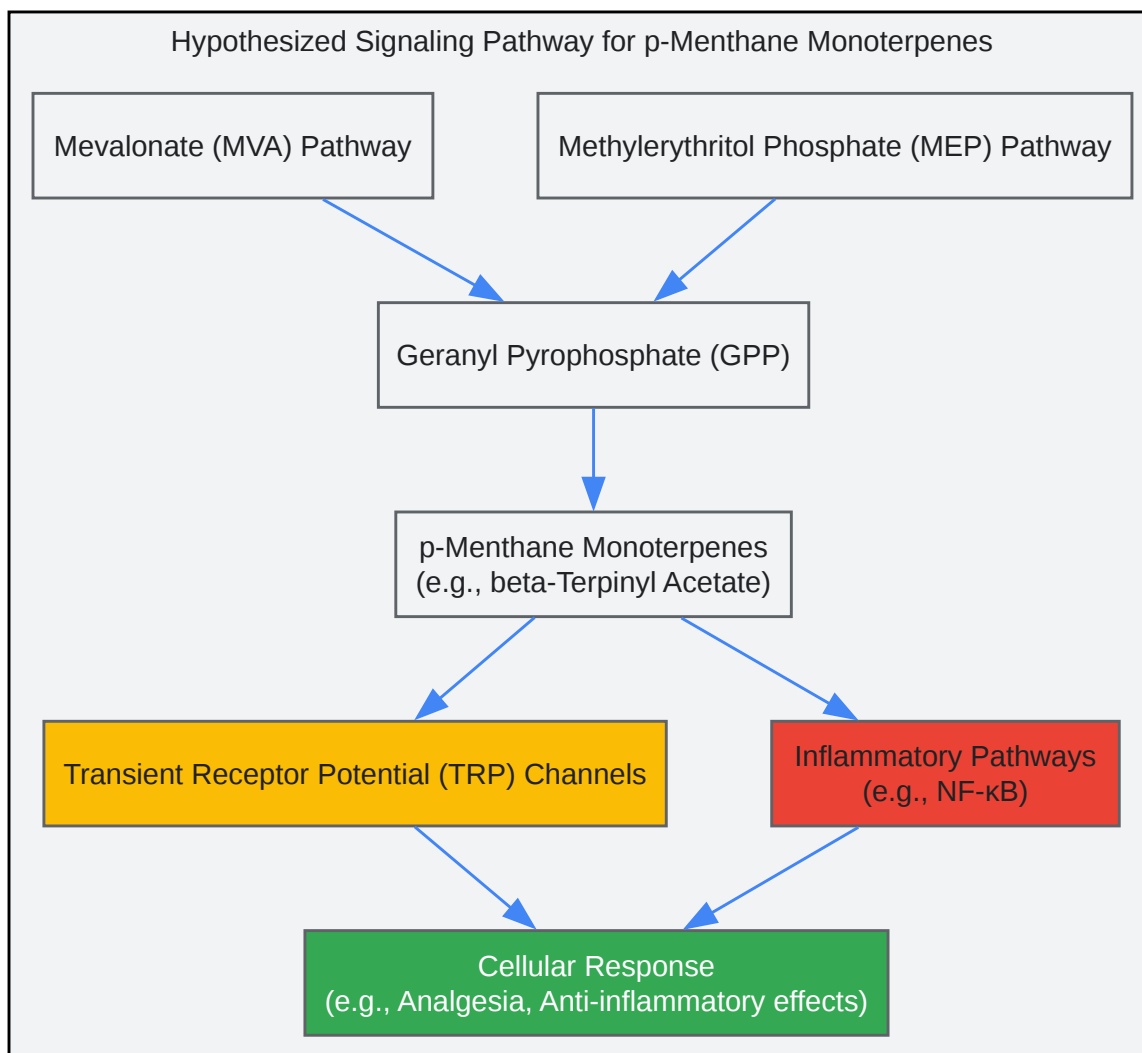 Hypothesized Signaling Pathway for p-Menthane Monoterpenes
Mevalonate (MVA) Pathway
Methylerythritol Phosphate (MEP) Pathway
Geranyl Pyrophosphate (GPP)
p-Menthane Monoterpenes
(e.g., beta-Terpinyl Acetate)
Transient Receptor Potential (TRP) Channels
Inflammatory Pathways
(e.g., NF-κB)
Cellular Response
(e.g., Analgesia, Anti-inflammatory effects)